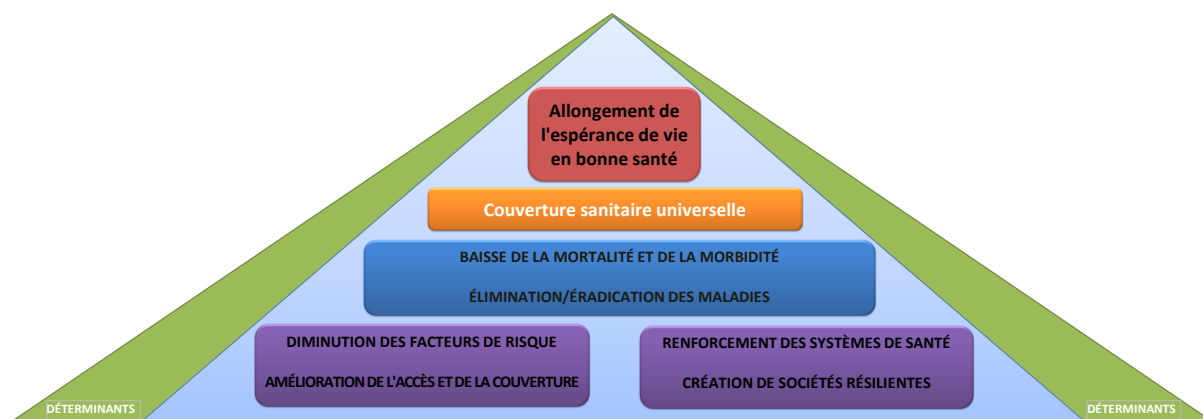 Allongement de
l'espérance de vie
en bonne santé
Couverture sanitaire universelle
BAISSE DE LA MORTALITÉ ET DE LA MORBIDITÉ
ÉLIMINATION/ÉRADICATION DES MALADIES
DIMINUTION DES FACTEURS DE RISQUE
AMÉLIORATION DE L'ACCÈS ET DE LA COUVERTURE
RENFORCEMENT DES SYSTÈMES DE SANTÉ
CRÉATION DE SOCIÉTÉS RÉSILIENTES
DÉTERMINANTS
DÉTERMINANTS